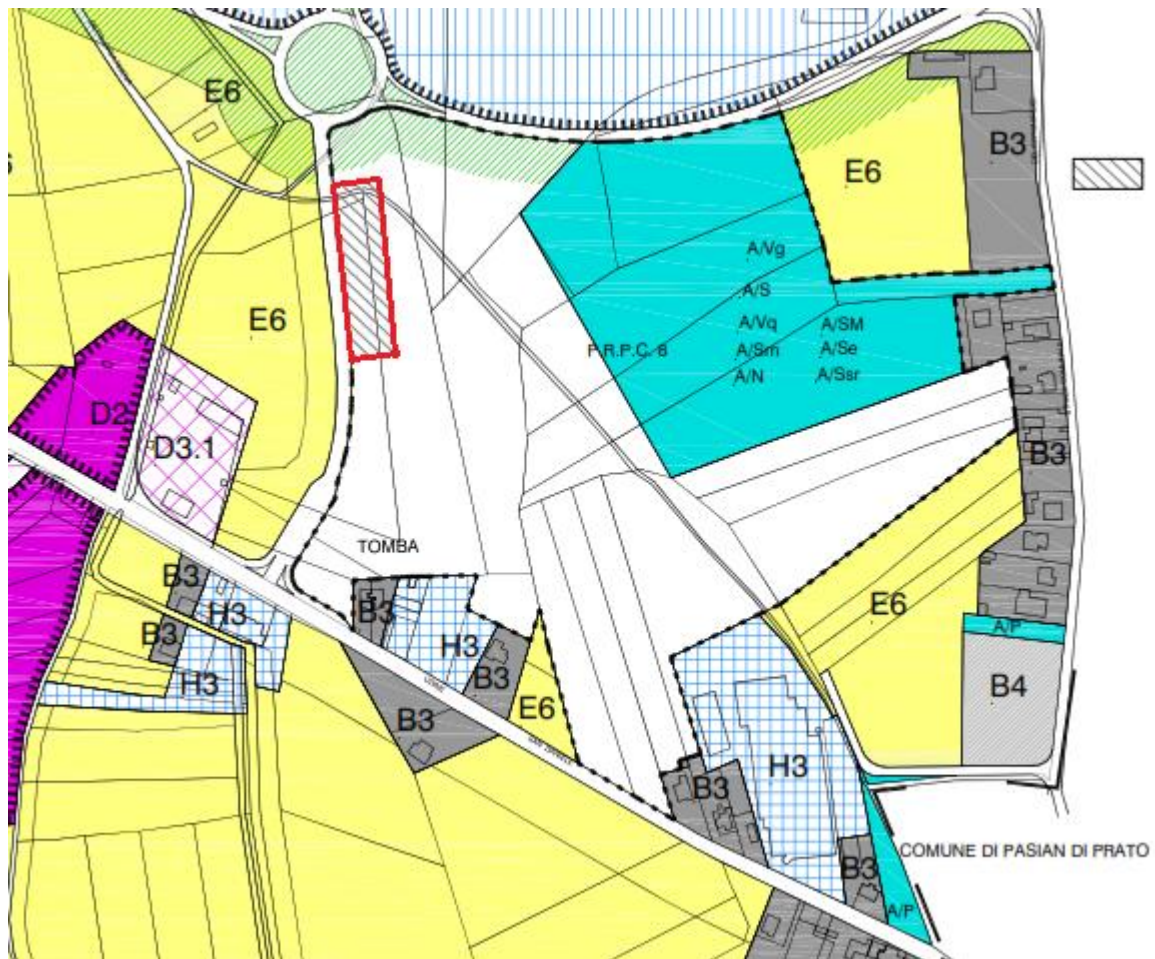 E6
B3
E6
A/Vg
A/S
E6
A/Vq A/SM
P.R.P.C. 8 A/Sm A/Se
A/N A/Ssr
D2
D3.1
B3
TOMBA
B3
H3
B3
E6
B3
H3
A/P
B3
H3
B3
B4
E6
B3
H3
B3
COMUNE DI PASIAN DI PRATO
B3
A/P